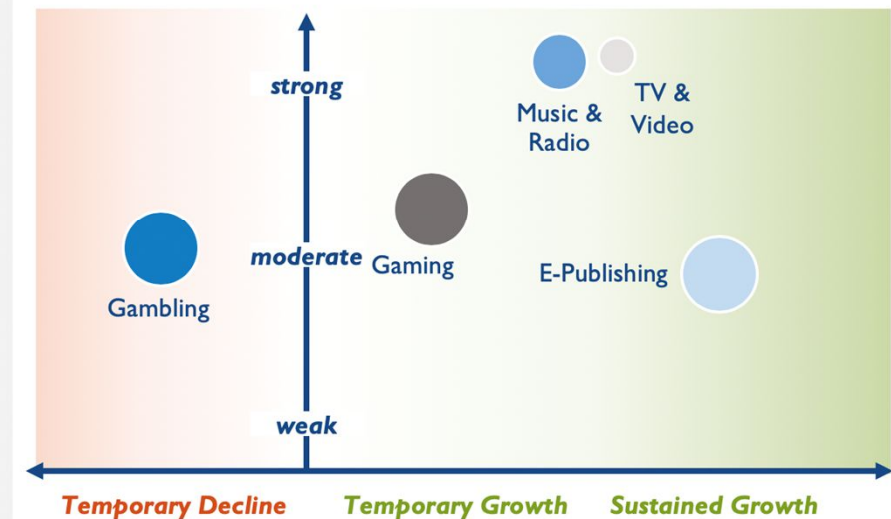 strong
Music &
Radio
TV &
Video
moderate
Gaming
E-Publishing
Gambling
weak
Temporary Decline
Temporary Growth
Sustained Growth